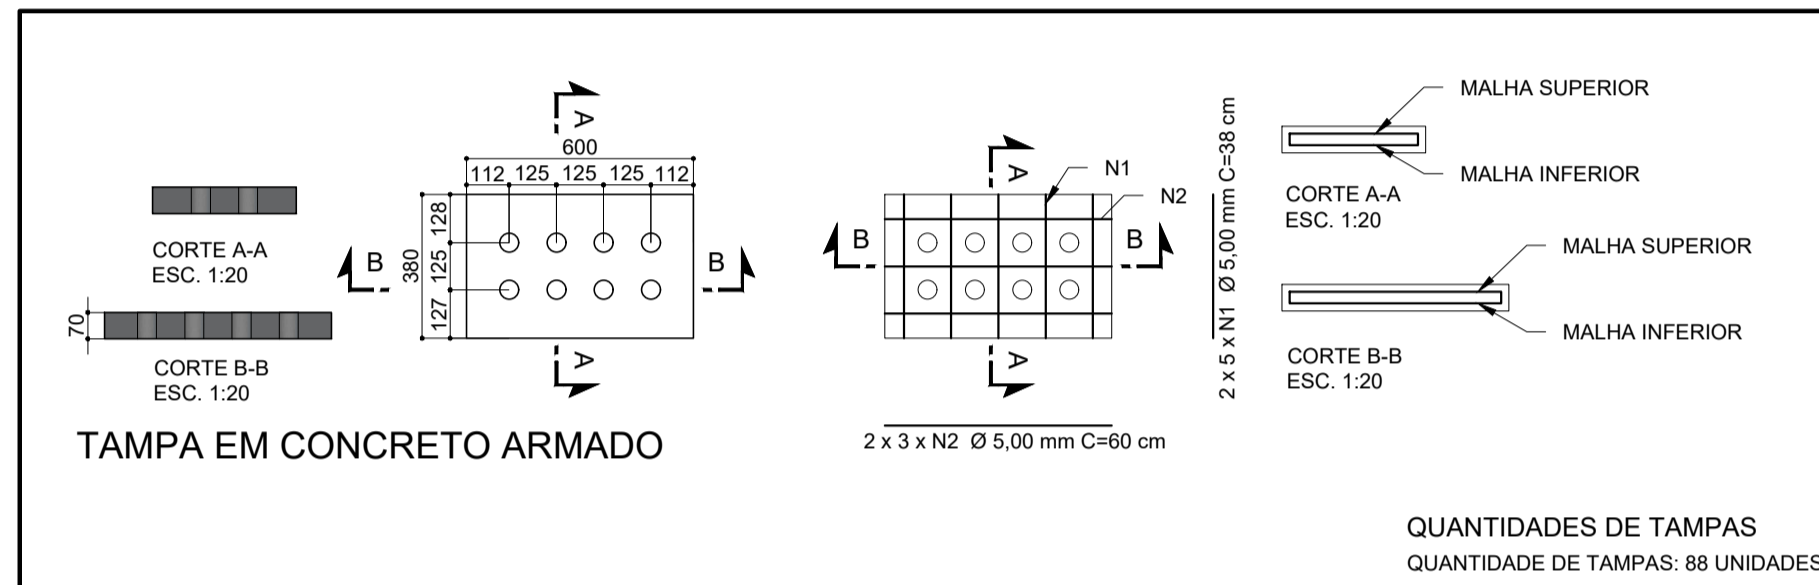 A
600
112 125 125 125 112
128
380
125
127
B
B
A
CORTE A-A
ESC. 1:20
70
CORTE B-B
ESC. 1:20
TAMPA EM CONCRETO ARMADO
A
N1
N2
B
B
A
2 x 3 x N2 Ø 5,00 mm C=60 cm
2 x 5 x N1 Ø 5,00 mm C=38 cm
MALHA SUPERIOR
MALHA INFERIOR
CORTE A-A
ESC. 1:20
MALHA SUPERIOR
MALHA INFERIOR
CORTE B-B
ESC. 1:20
QUANTIDADES DE TAMPAS
QUANTIDADE DE TAMPAS: 88 UNIDADES